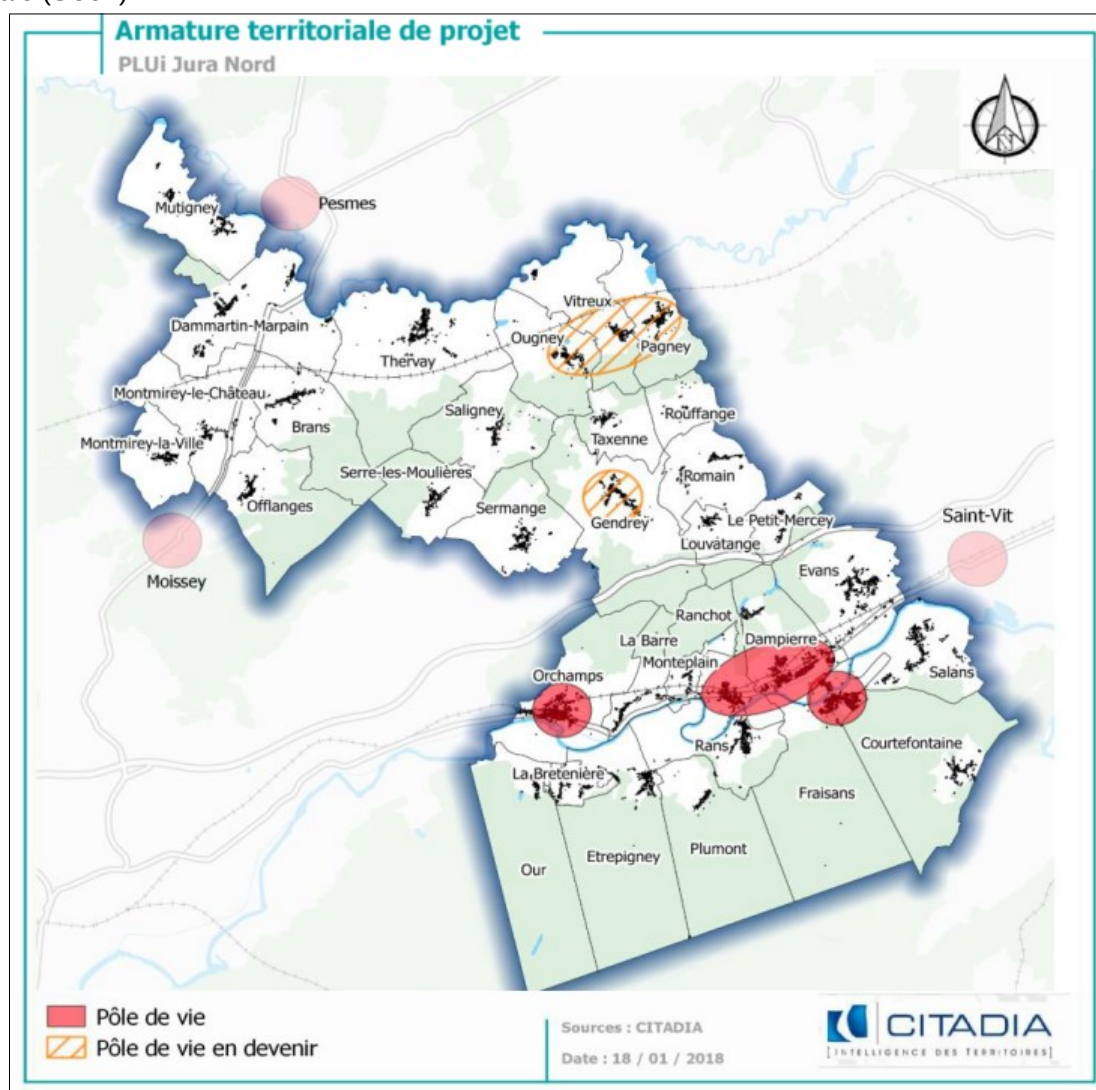 Armature territoriale de projet
PLUi Jura Nord
N
Mutigney
Pesmes
Vitreux
Dammartin-Marpain
Ougney
Pagney
Thervay
Montmirey-le-Château
Saligney
Rouffange
Brans
Taxenne
Montmirey-la-Ville
Serre-les-Moulières
Romain
Offlanges
Sermange
Gendrey
Le Petit-Mercey
Saint-Vit
Louvatange
Moissey
Evans
Ranchot
La Barre
Dampierre
Monteplain
Orchamps
Salans
Rans
Courtefontaine
La Bretenière
Fraisans
Plumont
Etrepigney
Our
Pôle de vie
Pôle de vie en devenir
Sources : CITADIA
Date : 18 / 01 / 2018
CITADIA
[INTELLIGENCE DES TERRITOIRES]